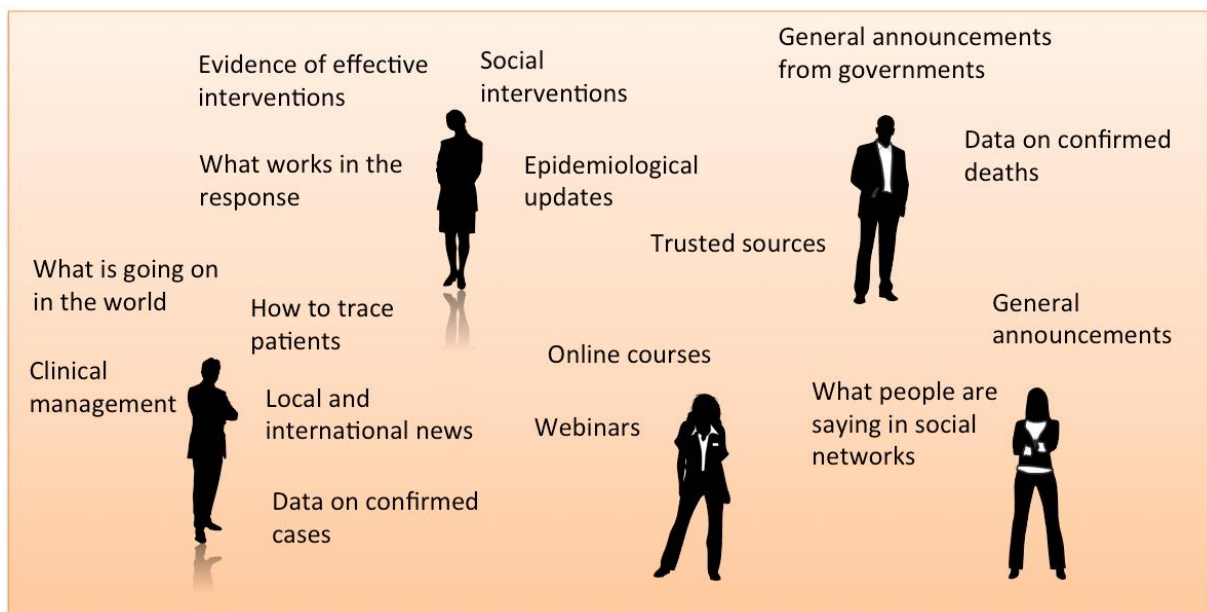 Evidence of effective
interventions
Social
interventions
General announcements
from governments
What works in the
response
Epidemiological
updates
Data on confirmed
deaths
Trusted sources
What is going on
in the world
How to trace
patients
General
announcements
Clinical
management
Local and
international news
Online courses
Webinars
What people are
saying in social
networks
Data on confirmed
cases